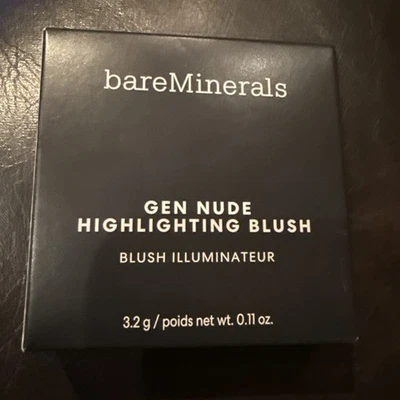 bareMinerals
GEN NUDE
HIGHLIGHTING BLUSH
BLUSH ILLUMINATEUR
3.2 g / poids net wt. 0.11 oz.